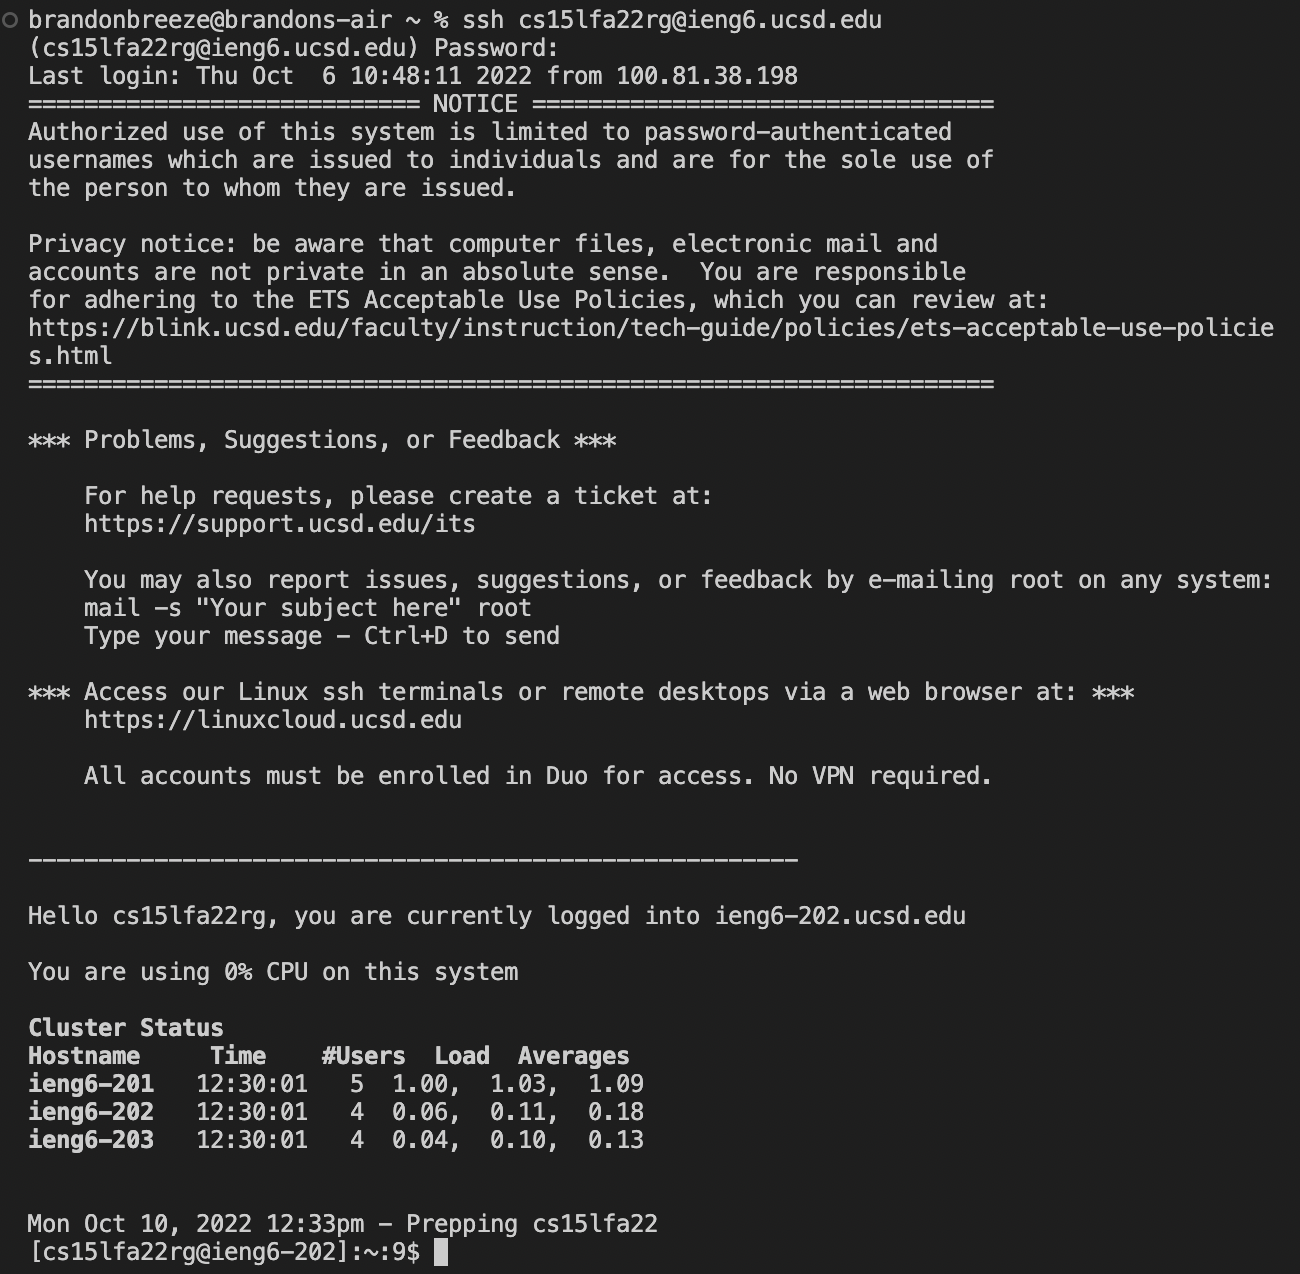 brandonbreeze@brandons-air ~ % ssh cs15lfa22rg@ieng6.ucsd.edu
(cs15lfa22rg@ieng6.ucsd.edu) Password:
Last login: Thu Oct  6 10:48:11 2022 from 100.81.38.198
============================ NOTICE =================================
Authorized use of this system is limited to password-authenticated
usernames which are issued to individuals and are for the sole use of
the person to whom they are issued.

Privacy notice: be aware that computer files, electronic mail and
accounts are not private in an absolute sense.  You are responsible
for adhering to the ETS Acceptable Use Policies, which you can review at:
https://blink.ucsd.edu/faculty/instruction/tech-guide/policies/ets-acceptable-use-policie
s.html
=====================================================================

*** Problems, Suggestions, or Feedback ***

    For help requests, please create a ticket at:
    https://support.ucsd.edu/its

    You may also report issues, suggestions, or feedback by e-mailing root on any system:
    mail -s "Your subject here" root
    Type your message - Ctrl+D to send

*** Access our Linux ssh terminals or remote desktops via a web browser at: ***
    https://linuxcloud.ucsd.edu

    All accounts must be enrolled in Duo for access. No VPN required.


-------------------------------------------------------

Hello cs15lfa22rg, you are currently logged into ieng6-202.ucsd.edu

You are using 0% CPU on this system

Cluster Status
Hostname     Time    #Users  Load  Averages
ieng6-201   12:30:01   5  1.00,  1.03,  1.09
ieng6-202   12:30:01   4  0.06,  0.11,  0.18
ieng6-203   12:30:01   4  0.04,  0.10,  0.13


Mon Oct 10, 2022 12:33pm - Prepping cs15lfa22
[cs15lfa22rg@ieng6-202]:~:9$